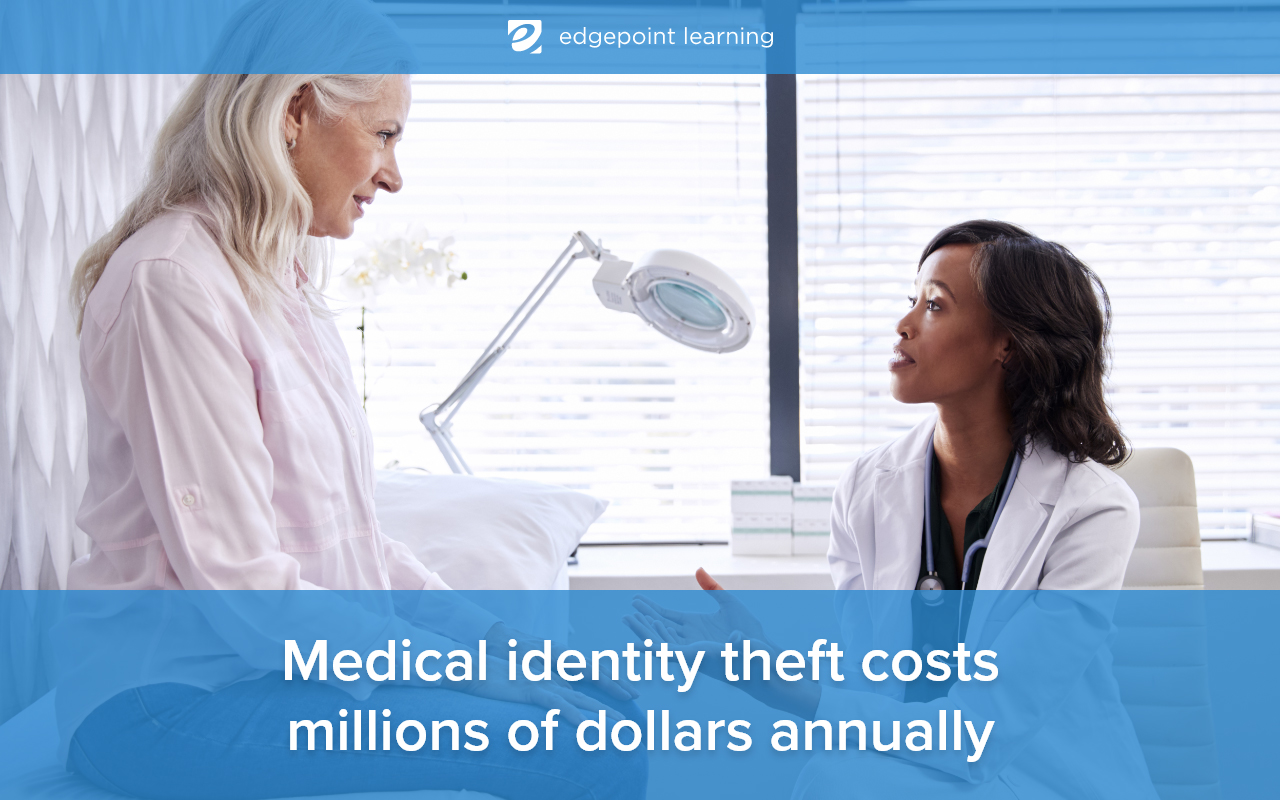 edgepoint learning
Medical identity theft costs
millions of dollars annually